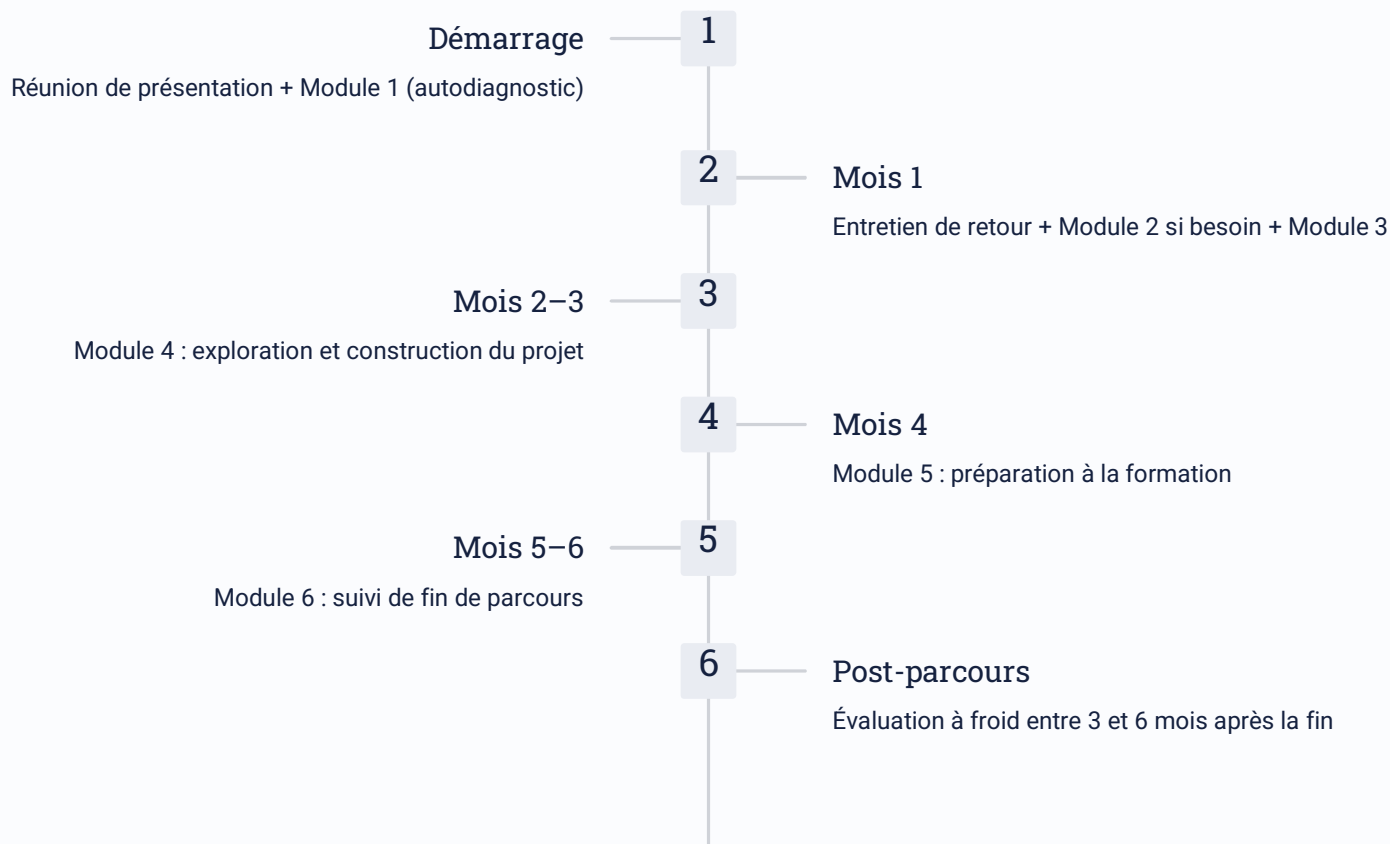 Démarrage
1
Réunion de présentation + Module 1 (autodiagnostic)
2
Mois 1
Entretien de retour + Module 2 si besoin + Module 3
Mois 2–3
3
Module 4 : exploration et construction du projet
4
Mois 4
Module 5 : préparation à la formation
Mois 5–6
5
Module 6 : suivi de fin de parcours
6
Post-parcours
Évaluation à froid entre 3 et 6 mois après la fin